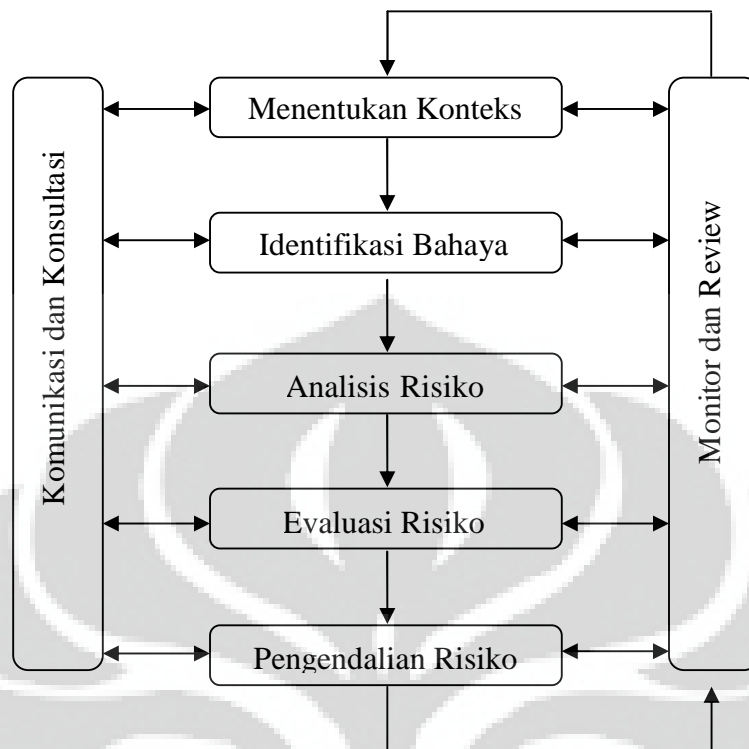 Menentukan Konteks
Identifikasi Bahaya
Analisis Risiko
Evaluasi Risiko
Pengendalian Risiko
Komunikasi dan Konsultasi
Monitor dan Review